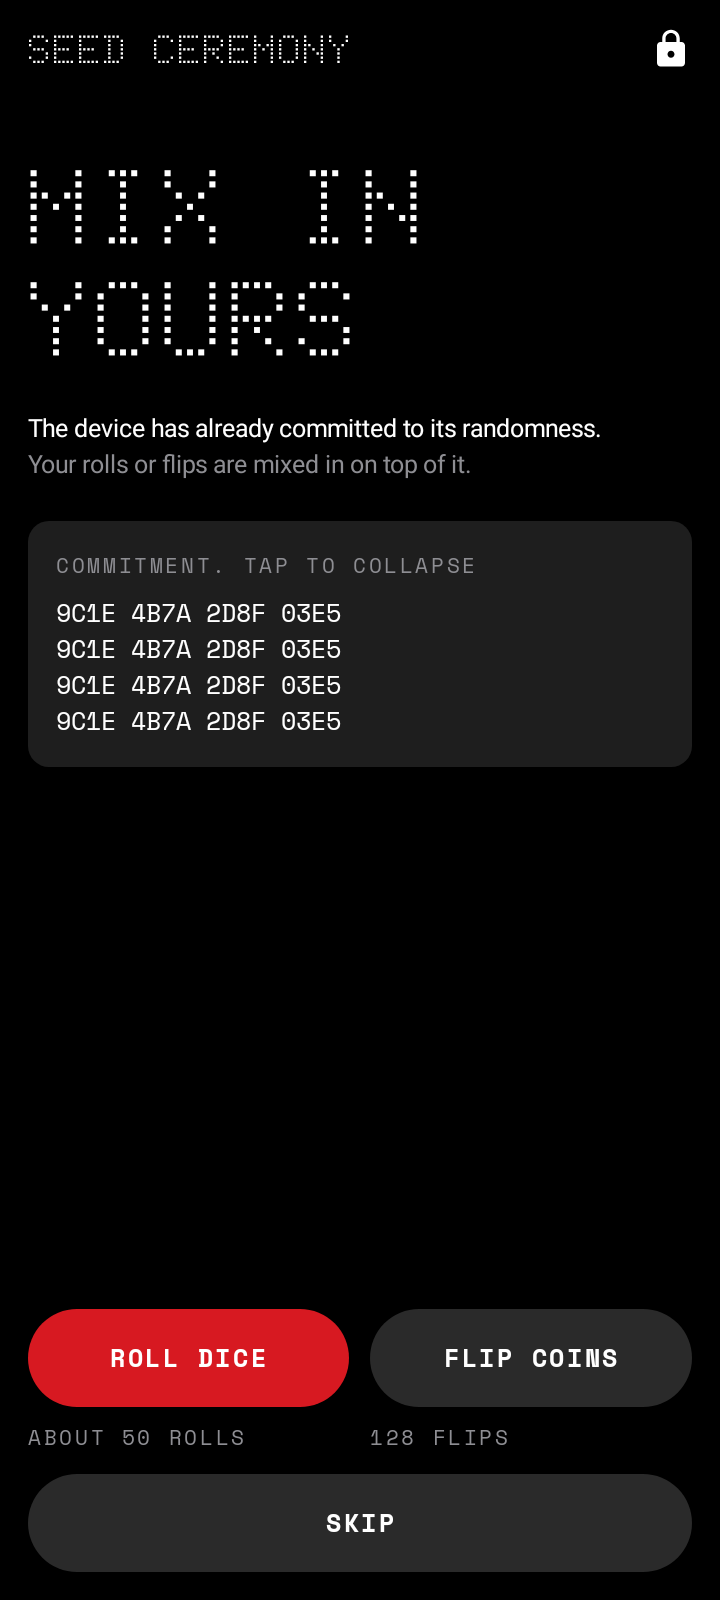 SEED CEREMONY
MIX IN
YOURS
The device has already committed to its randomness.
Your rolls or flips are mixed in on top of it.
COMMITMENT. TAP TO COLLAPSE
9C1E 4B7A 2D8F 03E5
9C1E 4B7A 2D8F 03E5
9C1E 4B7A 2D8F 03E5
9C1E 4B7A 2D8F 03E5
ROLL DICE
FLIP COINS
ABOUT 50 ROLLS
128 FLIPS
SKIP